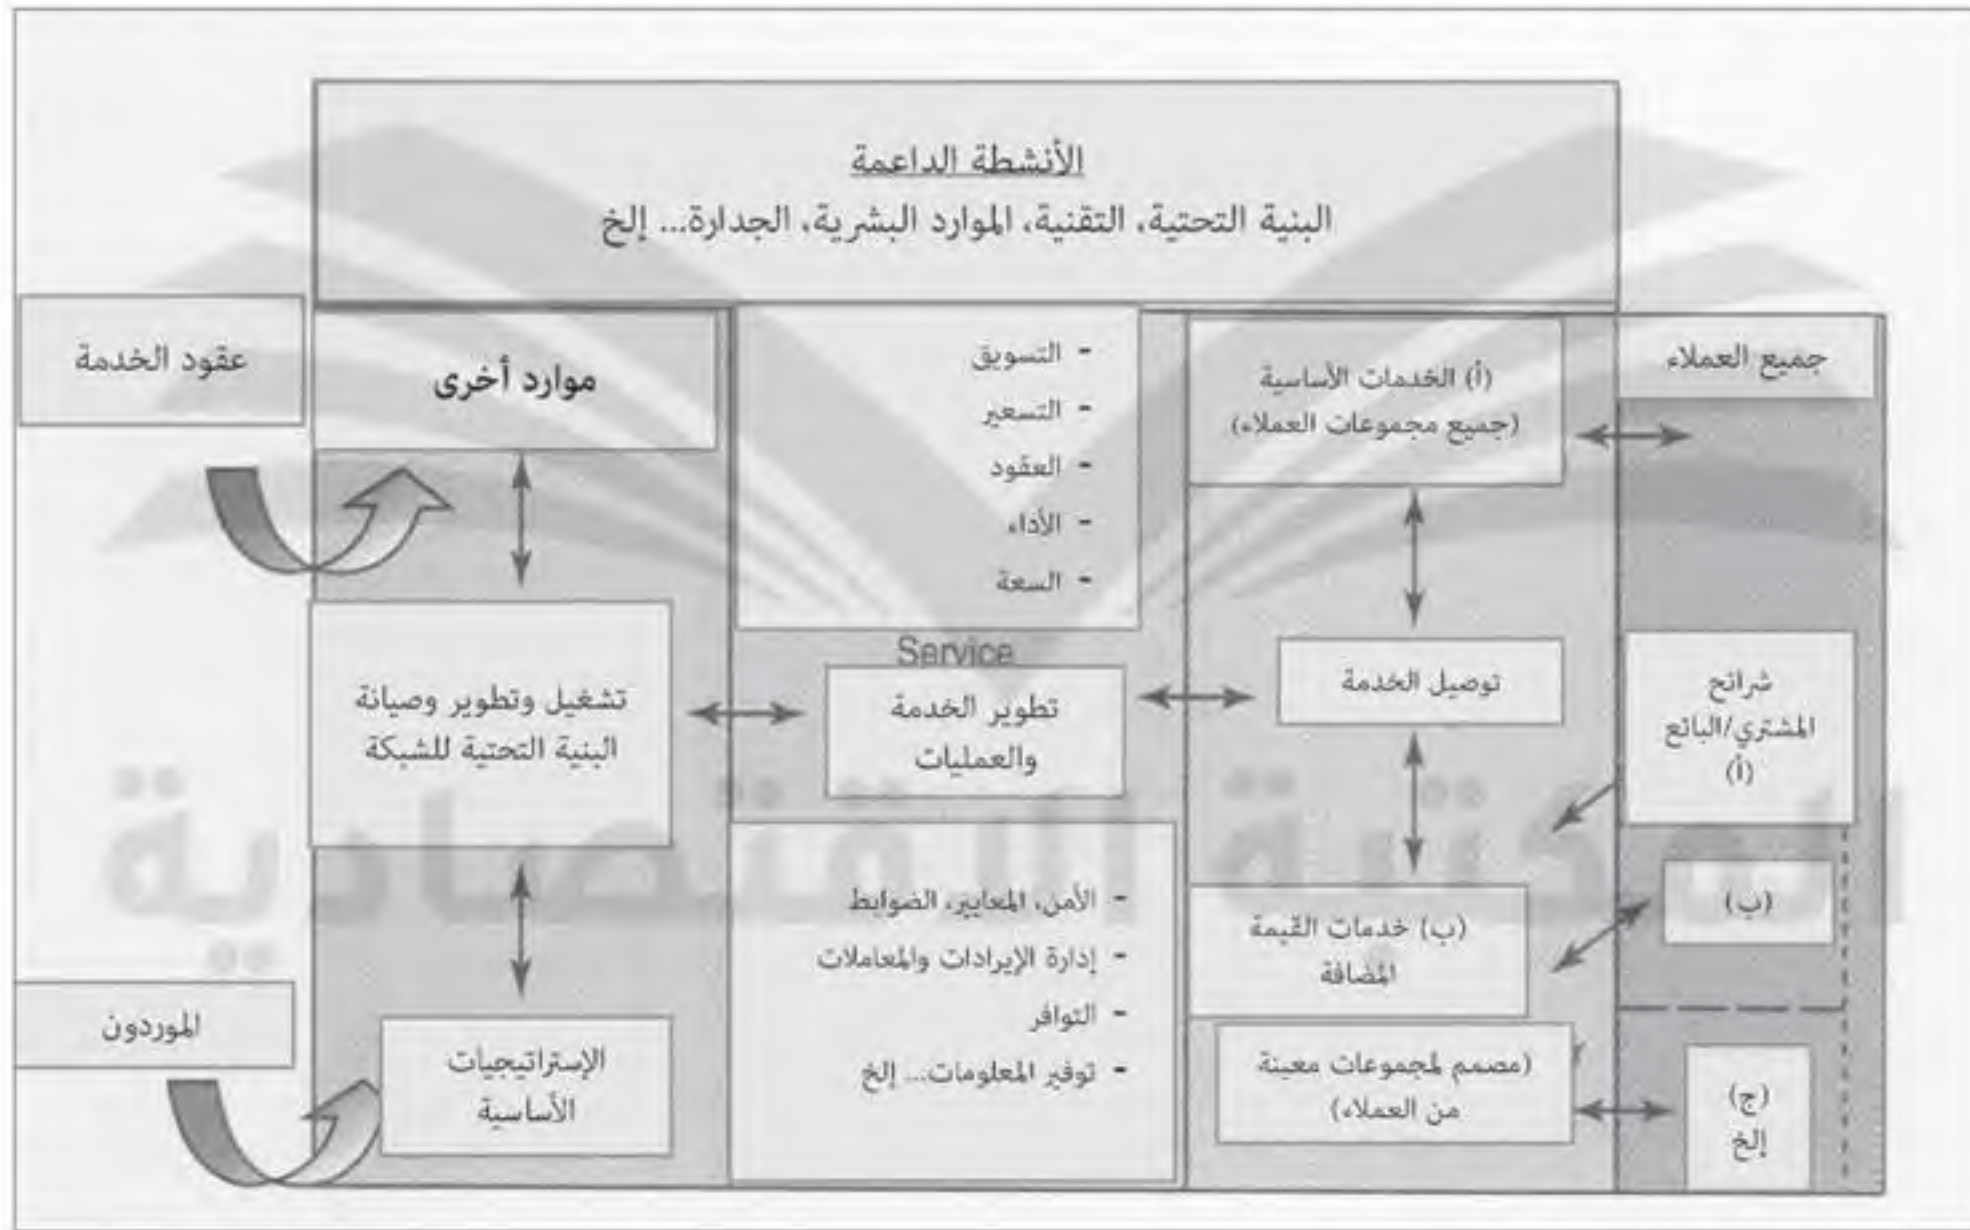 الأنشطة الداعمة
البنية التحتية، التقنية، الموارد البشرية، الجدارة... إلخ
جميع العملاء
(أ) الخدمات الأساسية
(جميع مجموعات العملاء)
- التسويق
- التسعير
- العقود
- الأداء
- السعة
موارد أخرى
عقود الخدمة
شرائح
المشتري/البائع
(أ)
توصيل الخدمة
Service
تطوير الخدمة
والعمليات
تشغيل وتطوير وصيانة
البنية التحتية للشبكة
(ب)
(ب) خدمات القيمة
المضافة
- الأمن، المعايير، الضوابط
- إدارة الإيرادات والمعاملات
- التوافر
- توفير المعلومات... إلخ
الموردون
(ج)
إلخ
(مصمم لمجموعات معينة
من العملاء)
الإستراتيجيات
الأساسية
المكتبة الاقتصادية